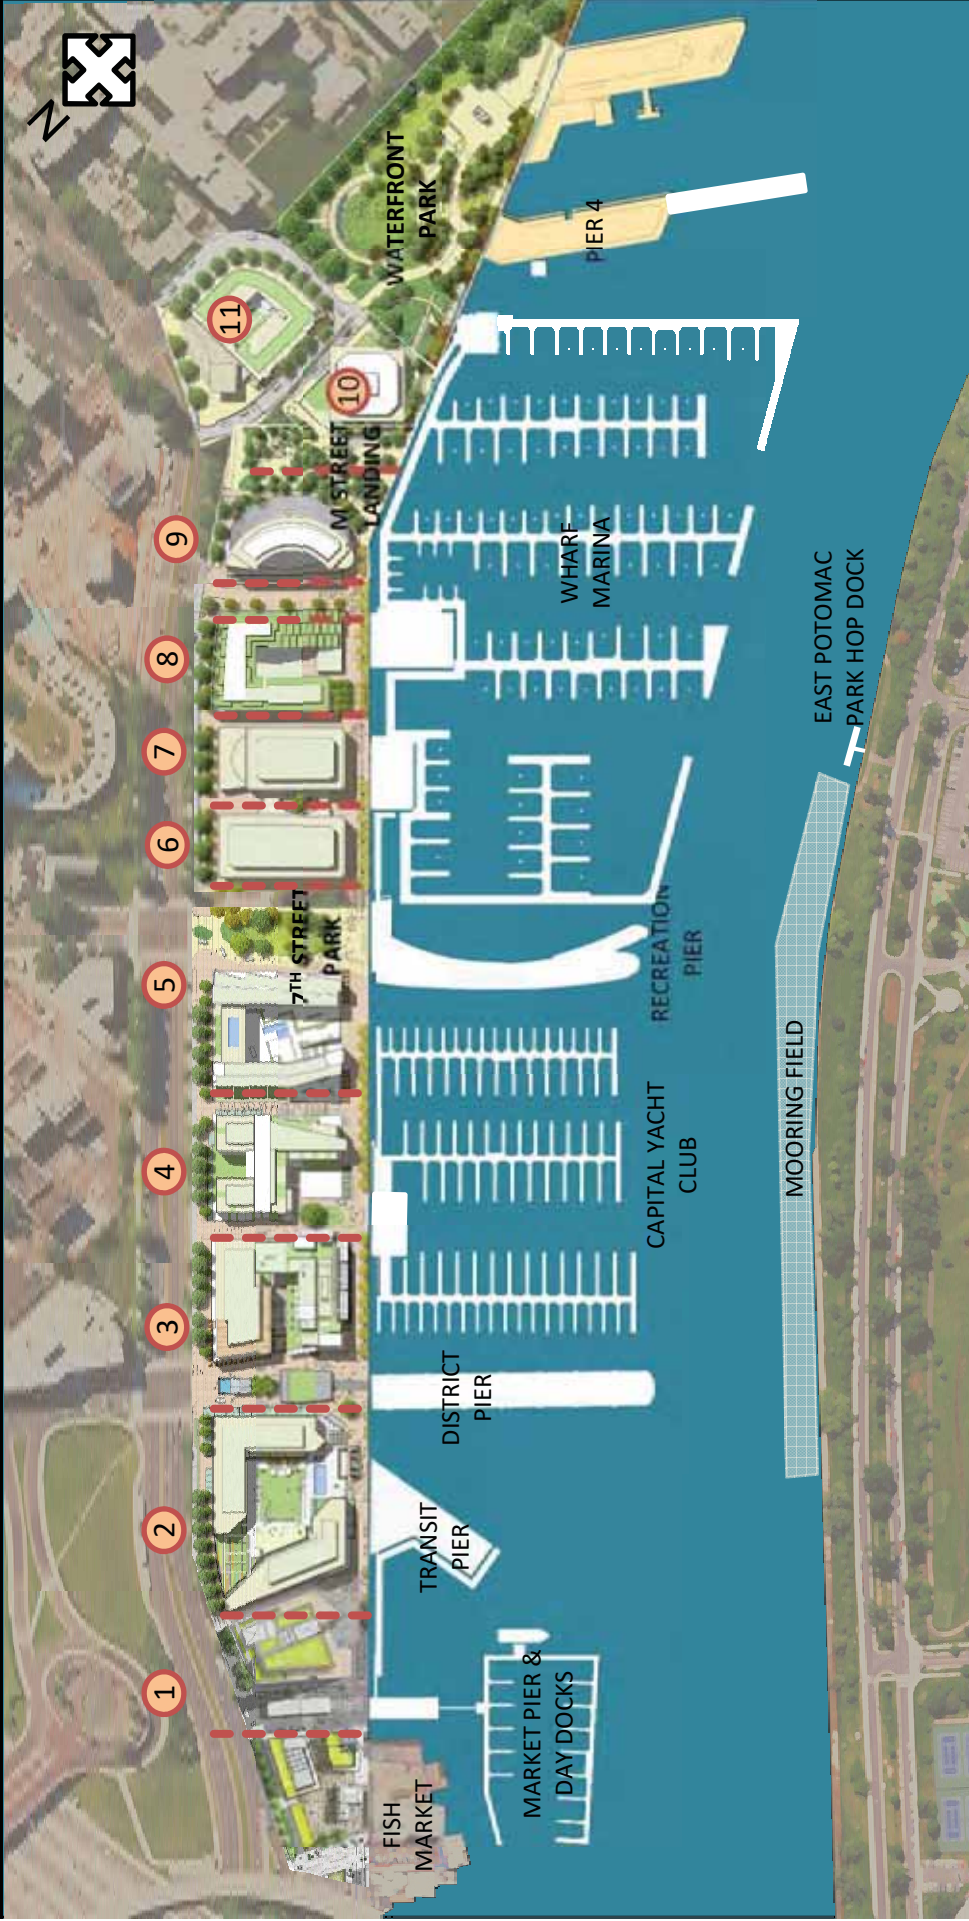 N
1
2
3
4
5
6
7
8
9
10
11
FISH
MARKET
MARKET PIER &
DAY DOCKS
TRANSIT
PIER
DISTRICT
PIER
CAPITAL YACHT
CLUB
7TH STREET
PARK
RECREATION
PIER
MOORING FIELD
EAST POTOMAC
PARK HOP DOCK
WHARF
MARINA
M STREET
LANDING
WATERFRONT
PARK
PIER 4